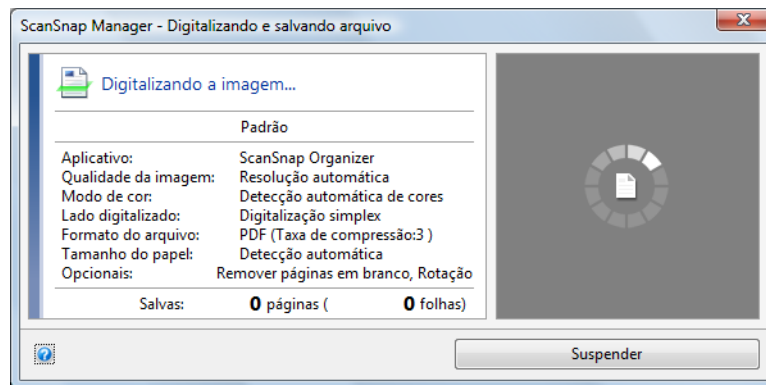 ScanSnap Manager - Digitalizando e salvando arquivo
Digitalizando a imagem...
Padrão
Aplicativo: ScanSnap Organizer
Qualidade da imagem: Resolução automática
Modo de cor: Detecção automática de cores
Lado digitalizado: Digitalização simplex
Formato do arquivo: PDF (Taxa de compressão:3 )
Tamanho do papel: Detecção automática
Opcionais: Remover páginas em branco, Rotação
Salvas: 0 páginas ( 0 folhas)
Suspender